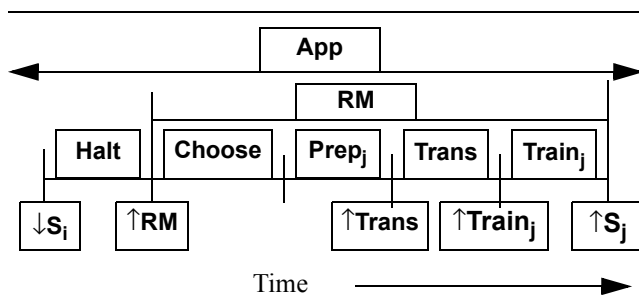 App
RM
Halt Choose Prepj Trans Trainj
↓Si ↑RM ↑Trans ↑Trainj ↑Sj
Time